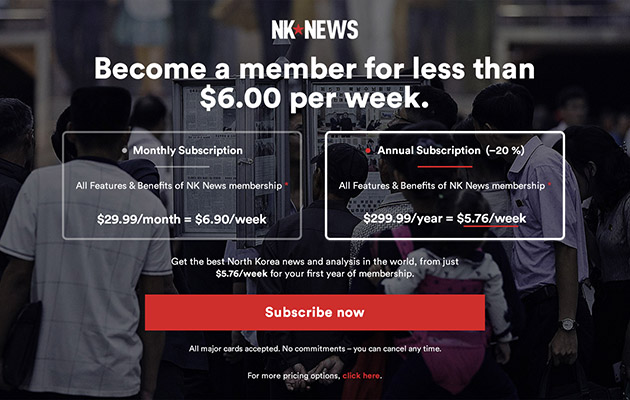 NK NEWS
Become a member for less than
$6.00 per week.
Monthly Subscription
All Features & Benefits of NK News membership *
$29.99/month = $6.90/week
Annual Subscription (–20 %)
All Features & Benefits of NK News membership *
$299.99/year = $5.76/week
Get the best North Korea news and analysis in the world, from just
$5.76/week for your first year of membership.
Subscribe now
All major cards accepted. No commitments – you can cancel any time.
For more pricing options, click here.